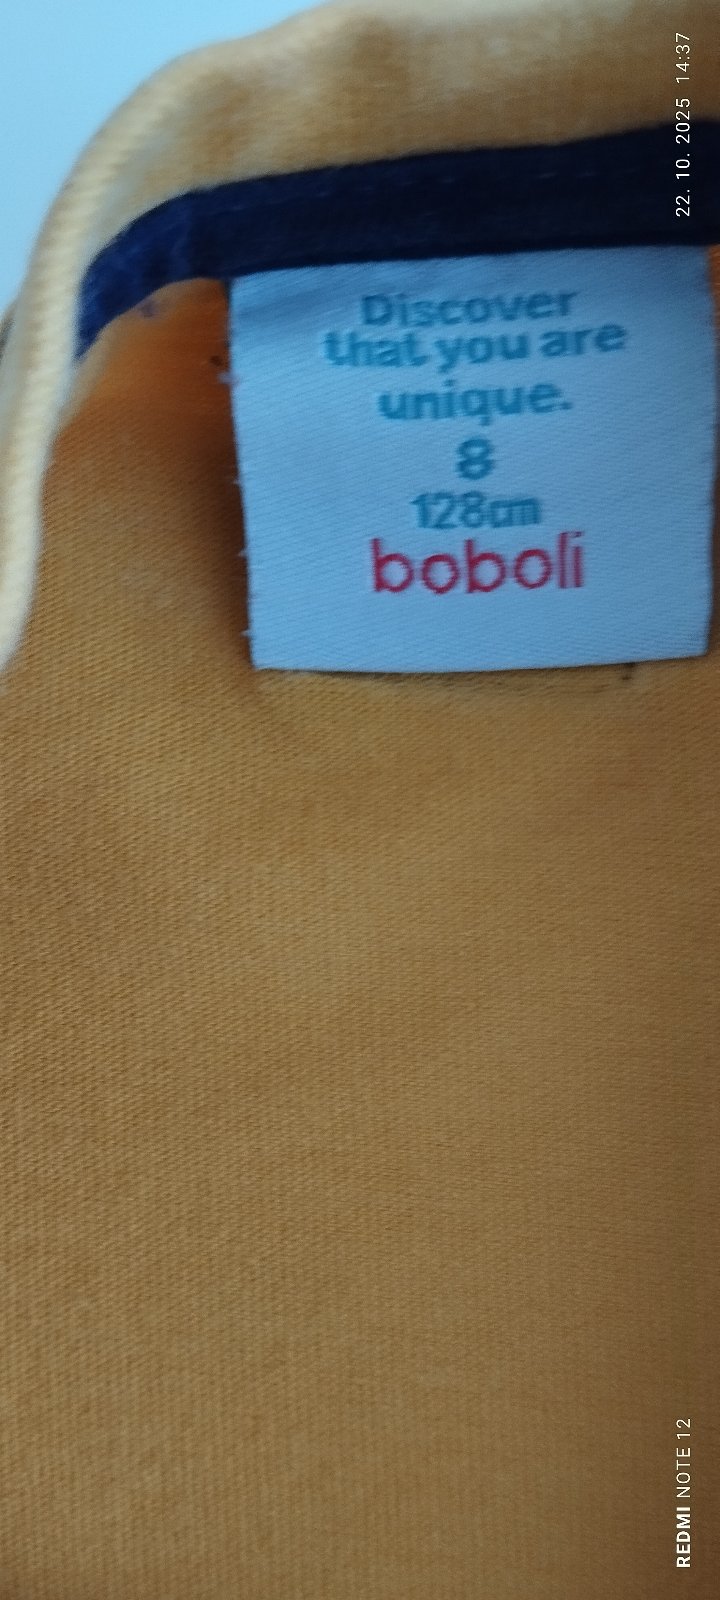 Discover
that you are
unique.
8
128cm
boboli
22. 10. 2025 14:37
REDMI NOTE 12